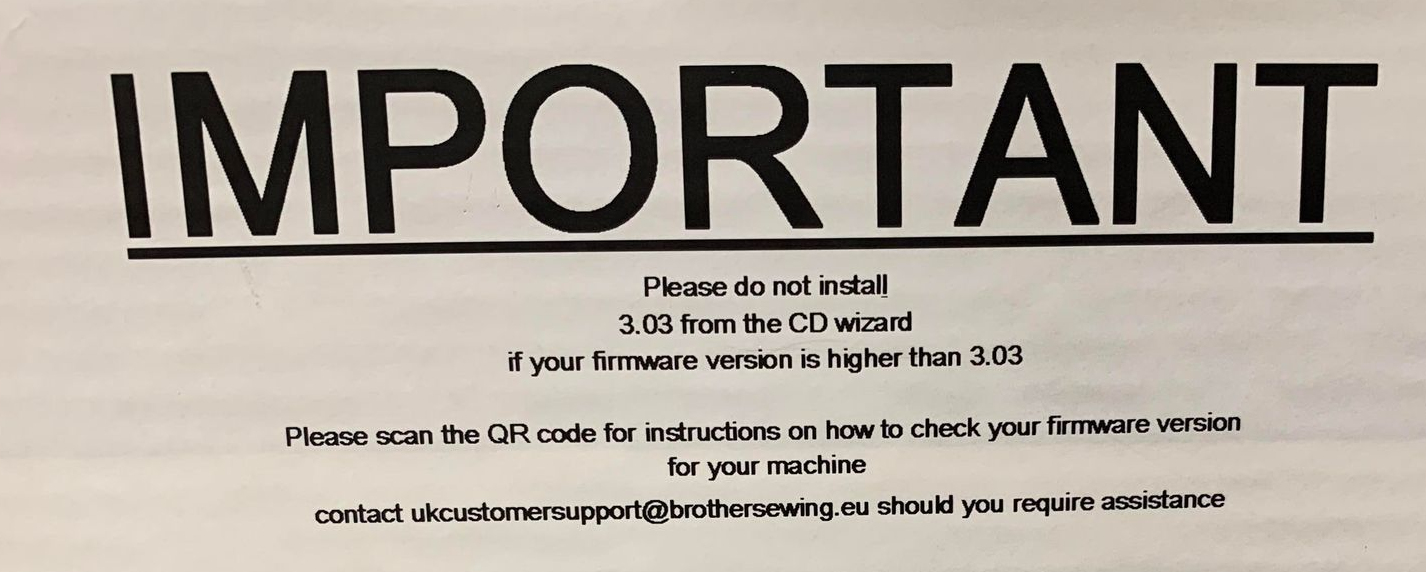 IMPORTANT
Please do not install
3.03 from the CD wizard
if your firmware version is higher than 3.03
Please scan the QR code for instructions on how to check your firmware version
for your machine
contact ukcustomersupport@brothersewing.eu should you require assistance